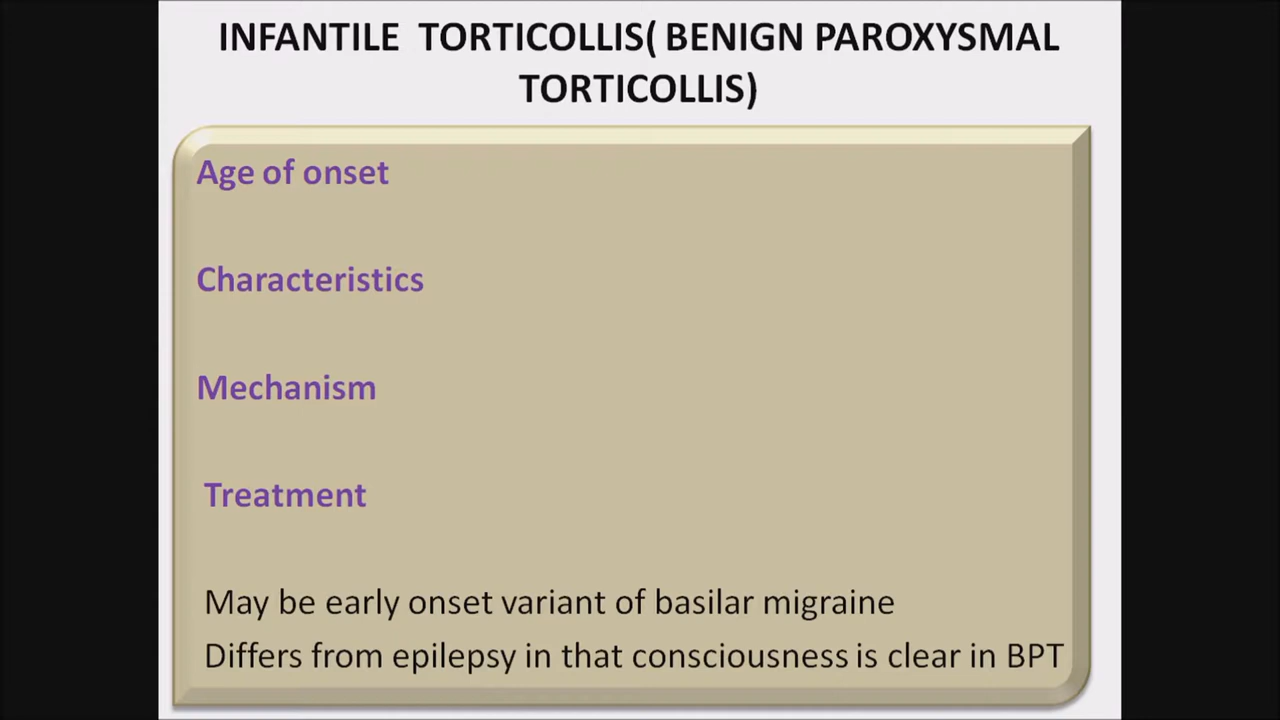 INFANTILE TORTICOLLIS( BENIGN PAROXYSMAL
TORTICOLLIS)
Age of onset
Characteristics
Mechanism
Treatment
May be early onset variant of basilar migraine
Differs from epilepsy in that consciousness is clear in BPT